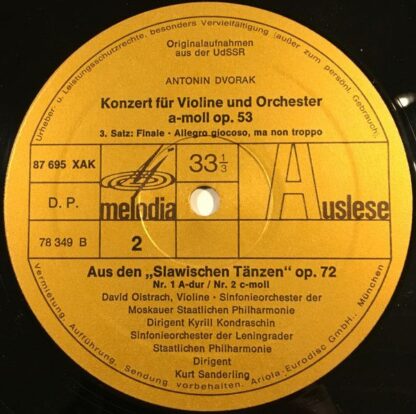 Urheber- u. Leistungsschutzrechte, besonders Vervielfältigung (außer zum persönl. Gebrauch),
Originalaufnahmen
aus der UdSSR
ANTONIN DVORAK
Konzert für Violine und Orchester
a-moll op. 53
3. Satz: Finale - Allegro giocoso, ma non troppo
87 695 XAK
33 1/3
D. P.
melodia
Auslese
78 349 B
2
Aus den „Slawischen Tänzen" op. 72
Nr. 1 A-dur / Nr. 2 c-moll
David Oistrach, Violine · Sinfonieorchester der
Moskauer Staatlichen Philharmonie
Dirigent Kyrill Kondraschin
Sinfonieorchester der Leningrader
Staatlichen Philharmonie
Dirigent
Kurt Sanderling
Vermietung, Aufführung, Sendung vorbehalten. Ariola-Eurodisc GmbH., München